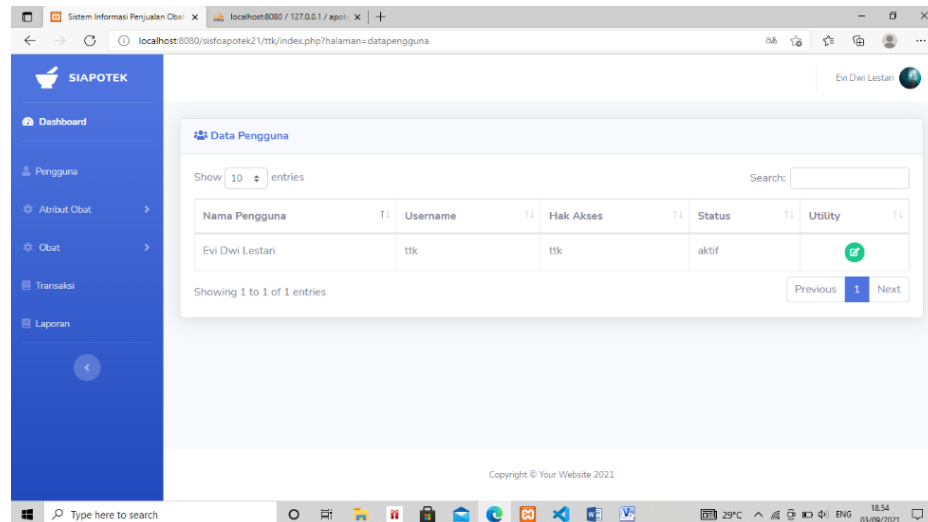 Sistem Informasi Penjualan Obat
localhost:8080 / 127.0.0.1 / apot
localhost:8080/sisfoapotek21/ttk/index.php?halaman=datapengguna
SIAPOTEK
Evi Dwi Lestari
Dashboard
Pengguna
Atribut Obat
Obat
Transaksi
Laporan
Data Pengguna
Show 10 entries
Search:
Nama Pengguna Username Hak Akses Status Utility
Evi Dwi Lestari ttk ttk aktif
Showing 1 to 1 of 1 entries
Previous 1 Next
Copyright © Your Website 2021
Type here to search
29°C ENG 18.54
03/09/2021